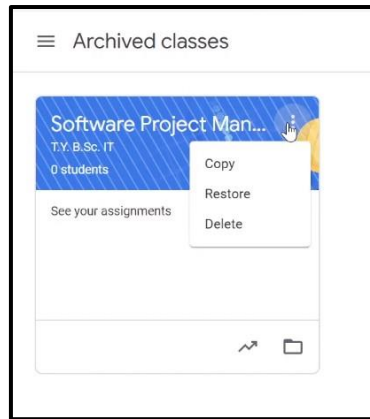 Archived classes
Software Project Man...
T.Y. B.Sc. IT
0 students
Copy
Restore
Delete
See your assignments